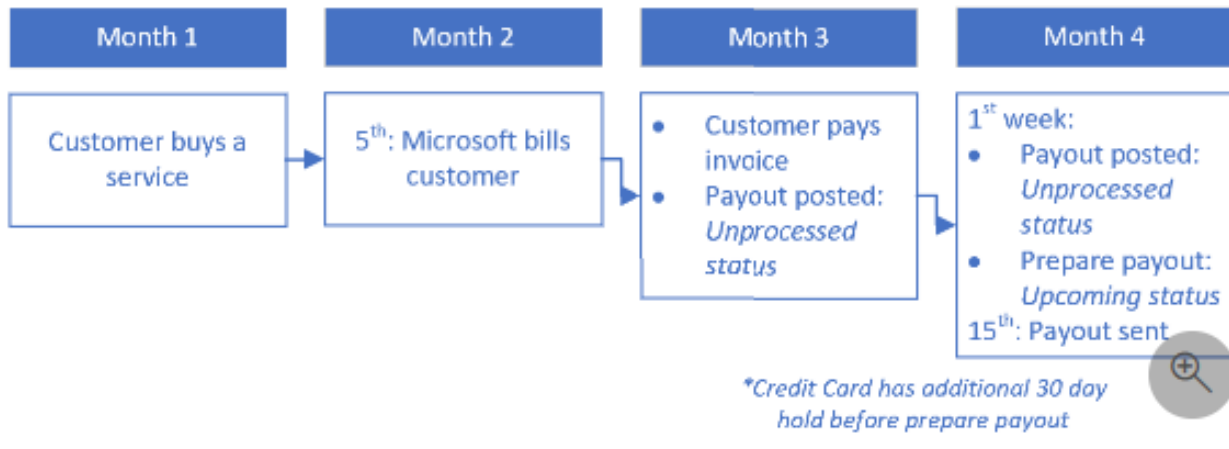 Month 1
Customer buys a
service
Month 2
5th: Microsoft bills
customer
Month 3
• Customer pays
invoice
• Payout posted:
Unprocessed
status
Month 4
1st week:
• Payout posted:
Unprocessed
status
• Prepare payout:
Upcoming status
15th: Payout sent
*Credit Card has additional 30 day
hold before prepare payout